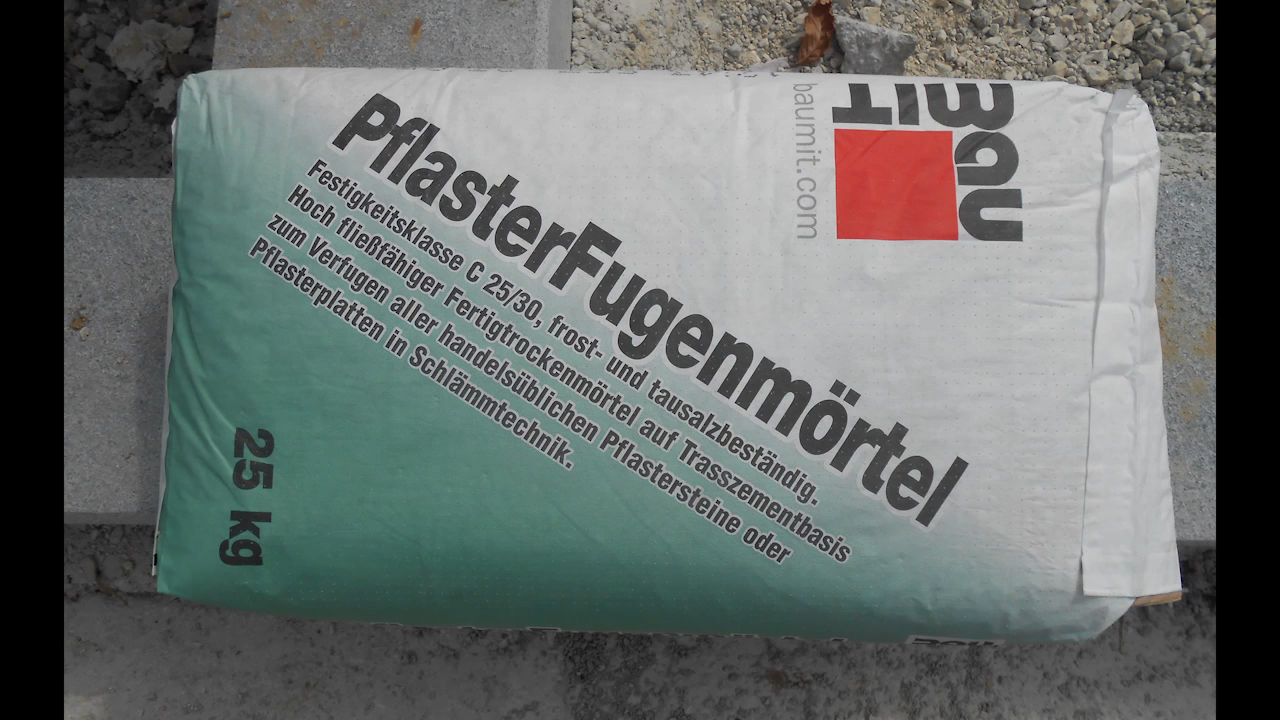 Baumit
baumit.com
PflasterFugenmörtel
Festigkeitsklasse C 25/30, frost- und tausalzbeständig.
Hoch fließfähiger Fertigtrockenmörtel auf Trasszementbasis
zum Verfugen aller handelsüblichen Pflastersteine oder
Pflasterplatten in Schlämmtechnik.
25 kg